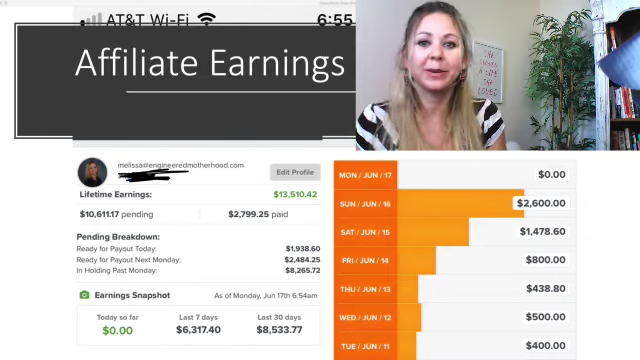 AT&T Wi-Fi
6:55
Affiliate Earnings
SHE
LOVED
melissa@engineeredmotherhood.com
Edit Profile
Lifetime Earnings:
$13,510.42
$10,611.17 pending
$2,799.25 paid
Pending Breakdown:
Ready for Payout Today:
$1,938.60
Ready for Payout Next Monday:
$2,484.25
In Holding Past Monday:
$8,265.72
Earnings Snapshot
As of Monday, Jun 17th 6:54am
Today so far
$0.00
Last 7 days
$6,317.40
Last 30 days
$8,533.77
MON / JUN / 17
$0.00
SUN / JUN / 16
$2,600.00
SAT / JUN / 15
$1,478.60
FRI / JUN / 14
$800.00
THU / JUN / 13
$438.80
WED / JUN / 12
$500.00
TUE / JUN / 11
$400.00